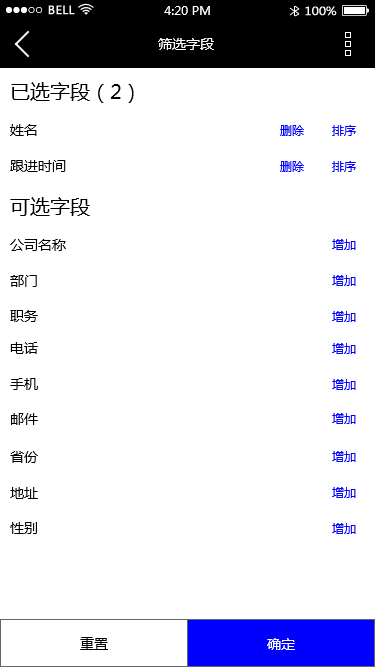 BELL 4:20 PM 100%
筛选字段
已选字段（2）
姓名 删除 排序
跟进时间 删除 排序
可选字段
公司名称 增加
部门 增加
职务 增加
电话 增加
手机 增加
邮件 增加
省份 增加
地址 增加
性别 增加
重置 确定